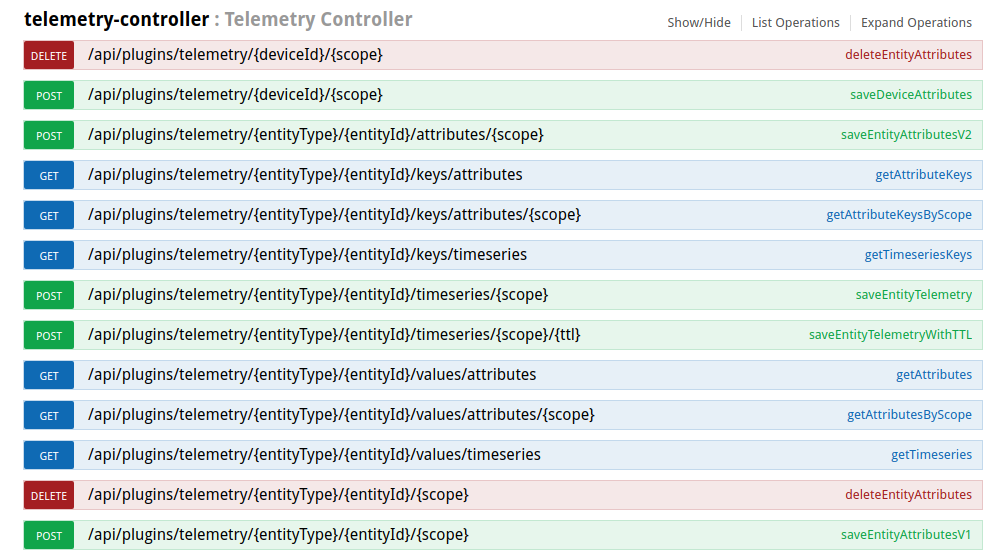 telemetry-controller : Telemetry Controller Show/Hide List Operations Expand Operations
DELETE /api/plugins/telemetry/{deviceId}/{scope} deleteEntityAttributes
POST /api/plugins/telemetry/{deviceId}/{scope} saveDeviceAttributes
POST /api/plugins/telemetry/{entityType}/{entityId}/attributes/{scope} saveEntityAttributesV2
GET /api/plugins/telemetry/{entityType}/{entityId}/keys/attributes getAttributeKeys
GET /api/plugins/telemetry/{entityType}/{entityId}/keys/attributes/{scope} getAttributeKeysByScope
GET /api/plugins/telemetry/{entityType}/{entityId}/keys/timeseries getTimeseriesKeys
POST /api/plugins/telemetry/{entityType}/{entityId}/timeseries/{scope} saveEntityTelemetry
POST /api/plugins/telemetry/{entityType}/{entityId}/timeseries/{scope}/{ttl} saveEntityTelemetryWithTTL
GET /api/plugins/telemetry/{entityType}/{entityId}/values/attributes getAttributes
GET /api/plugins/telemetry/{entityType}/{entityId}/values/attributes/{scope} getAttributesByScope
GET /api/plugins/telemetry/{entityType}/{entityId}/values/timeseries getTimeseries
DELETE /api/plugins/telemetry/{entityType}/{entityId}/{scope} deleteEntityAttributes
POST /api/plugins/telemetry/{entityType}/{entityId}/{scope} saveEntityAttributesV1